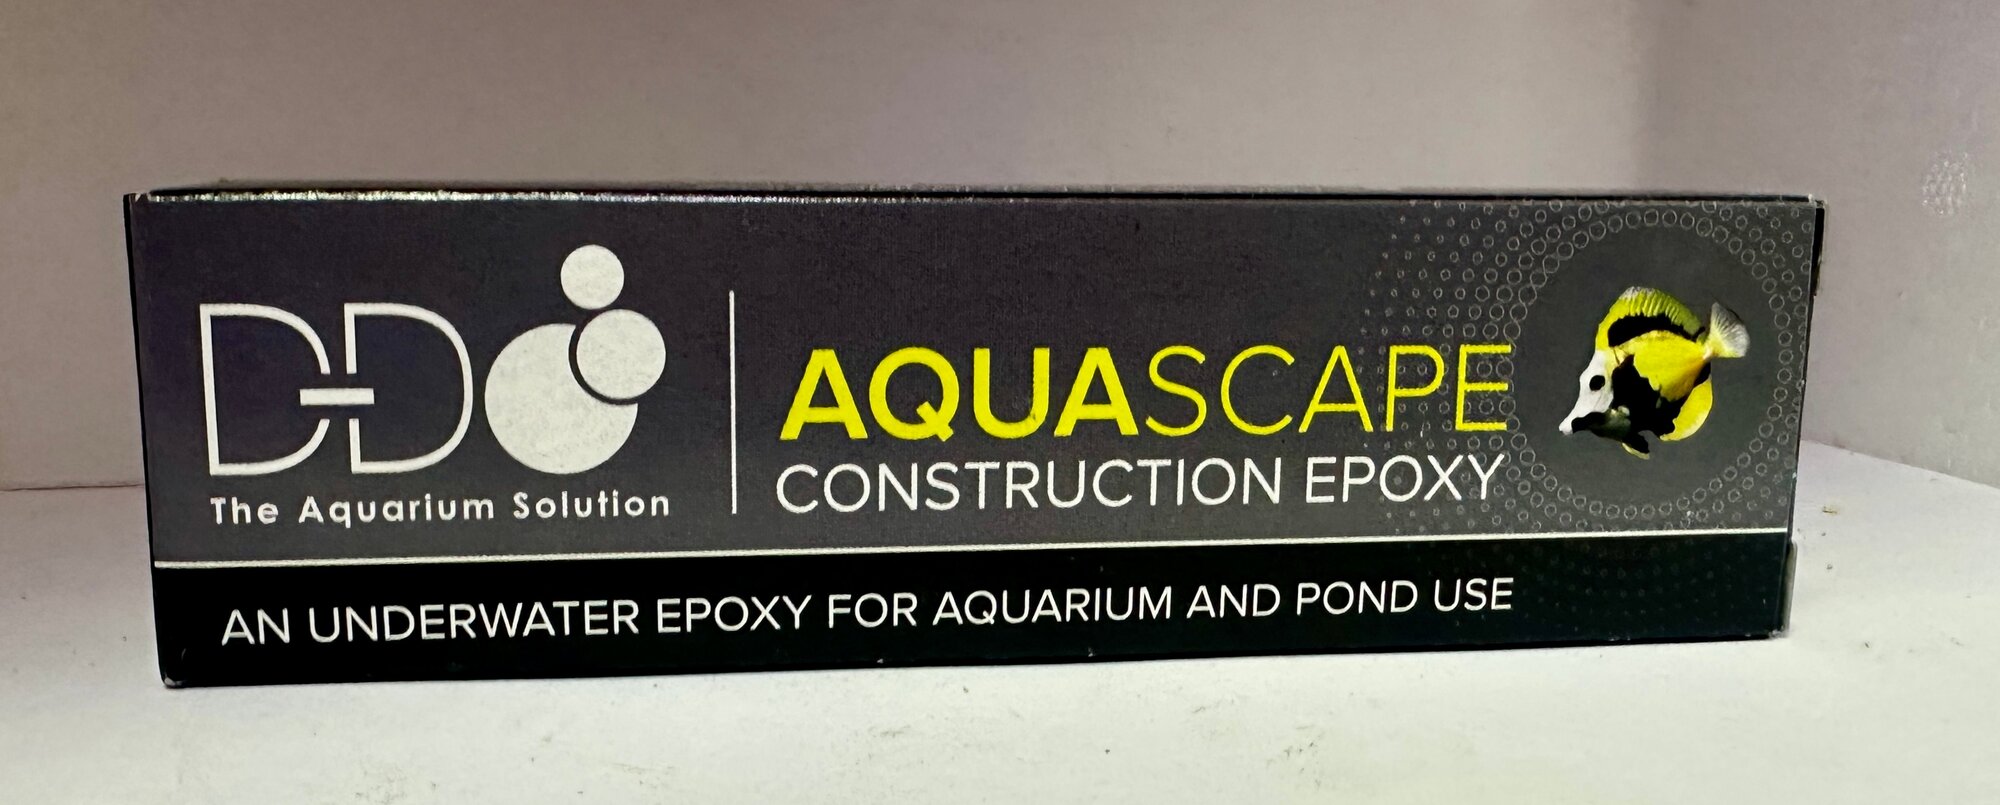 D-D
The Aquarium Solution
AQUASCAPE
CONSTRUCTION EPOXY
AN UNDERWATER EPOXY FOR AQUARIUM AND POND USE